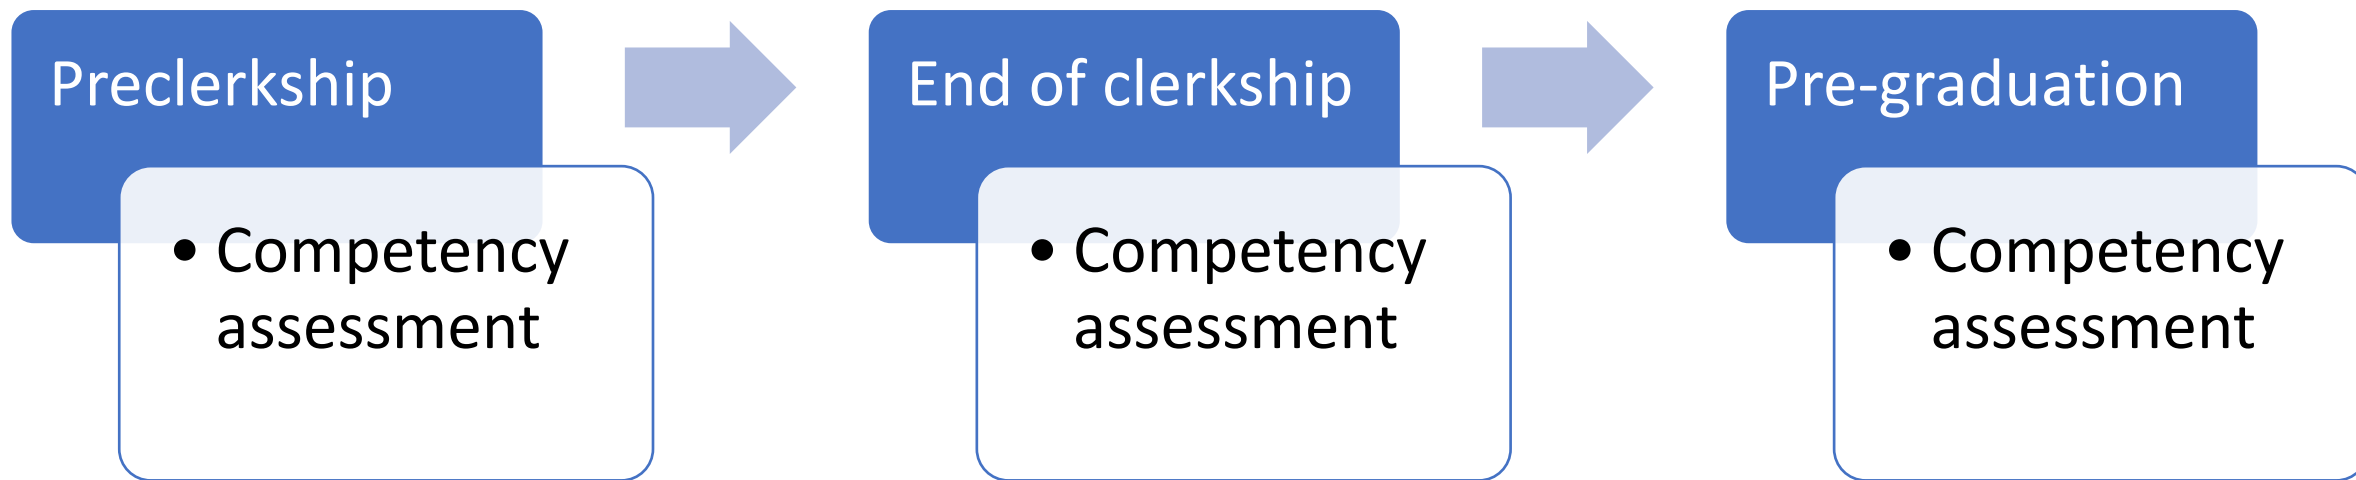 Preclerkship
• Competency
assessment
End of clerkship
• Competency
assessment
Pre-graduation
• Competency
assessment